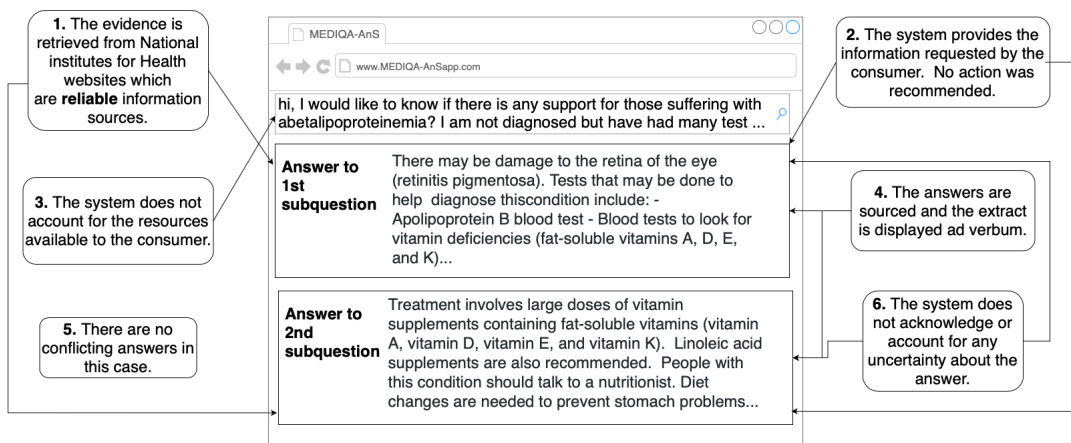 1. The evidence is
retrieved from National
institutes for Health
websites which
are reliable information
sources.
MEDIQA-AnS
www.MEDIQA-AnSapp.com
2. The system provides the
information requested by the
consumer. No action was
recommended.
hi, I would like to know if there is any support for those suffering with
abetalipoproteinemia? I am not diagnosed but have had many test ...
3. The system does not
account for the resources
available to the consumer.
Answer to
1st
subquestion
There may be damage to the retina of the eye
(retinitis pigmentosa). Tests that may be done to
help diagnose thiscondition include: -
Apolipoprotein B blood test - Blood tests to look for
vitamin deficiencies (fat-soluble vitamins A, D, E,
and K)...
4. The answers are
sourced and the extract
is displayed ad verbum.
5. There are no
conflicting answers in
this case.
Answer to
2nd
subquestion
Treatment involves large doses of vitamin
supplements containing fat-soluble vitamins (vitamin
A, vitamin D, vitamin E, and vitamin K). Linoleic acid
supplements are also recommended. People with
this condition should talk to a nutritionist. Diet
changes are needed to prevent stomach problems...
6. The system does
not acknowledge or
account for any
uncertainty about the
answer.